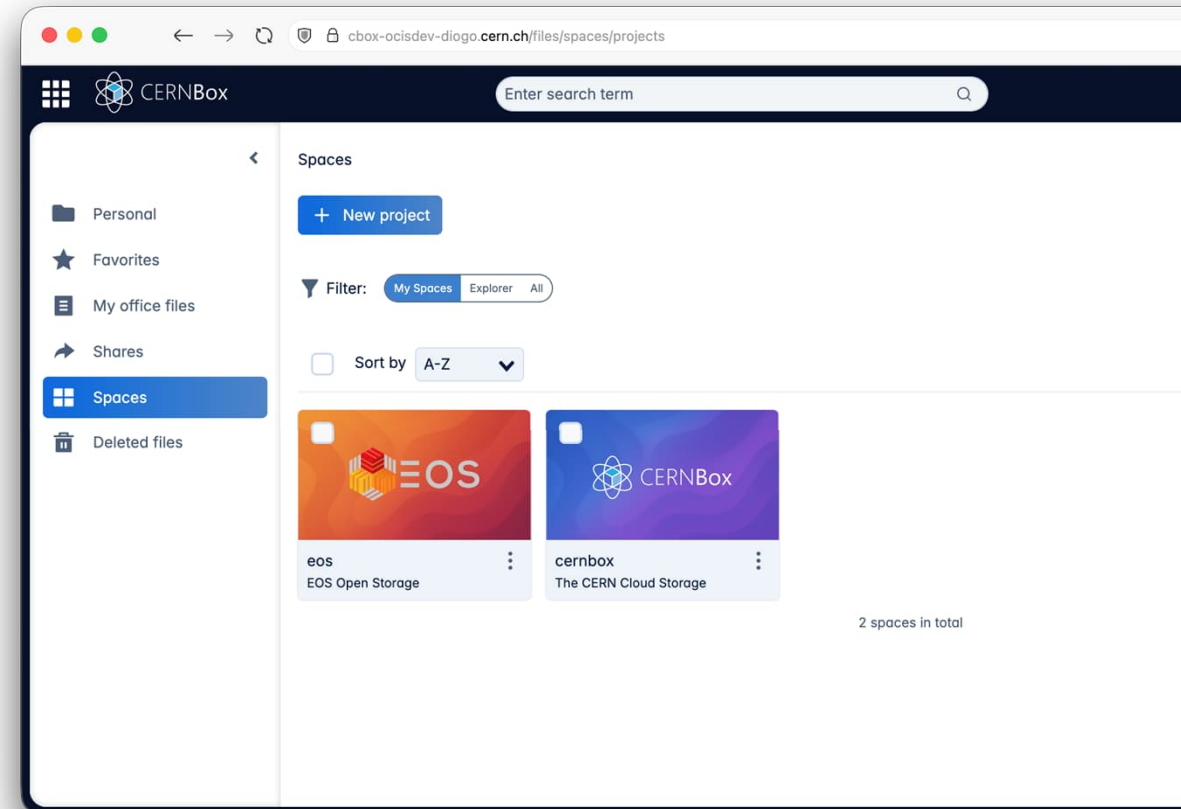 cbox-ocisdev-diogo.cern.ch/files/spaces/projects
CERNBox
Enter search term
Spaces
New project
Personal
Favorites
My office files
Shares
Spaces
Deleted files
Filter: My Spaces Explorer All
Sort by A-Z
EOS
CERNBox
eos
EOS Open Storage
cernbox
The CERN Cloud Storage
2 spaces in total